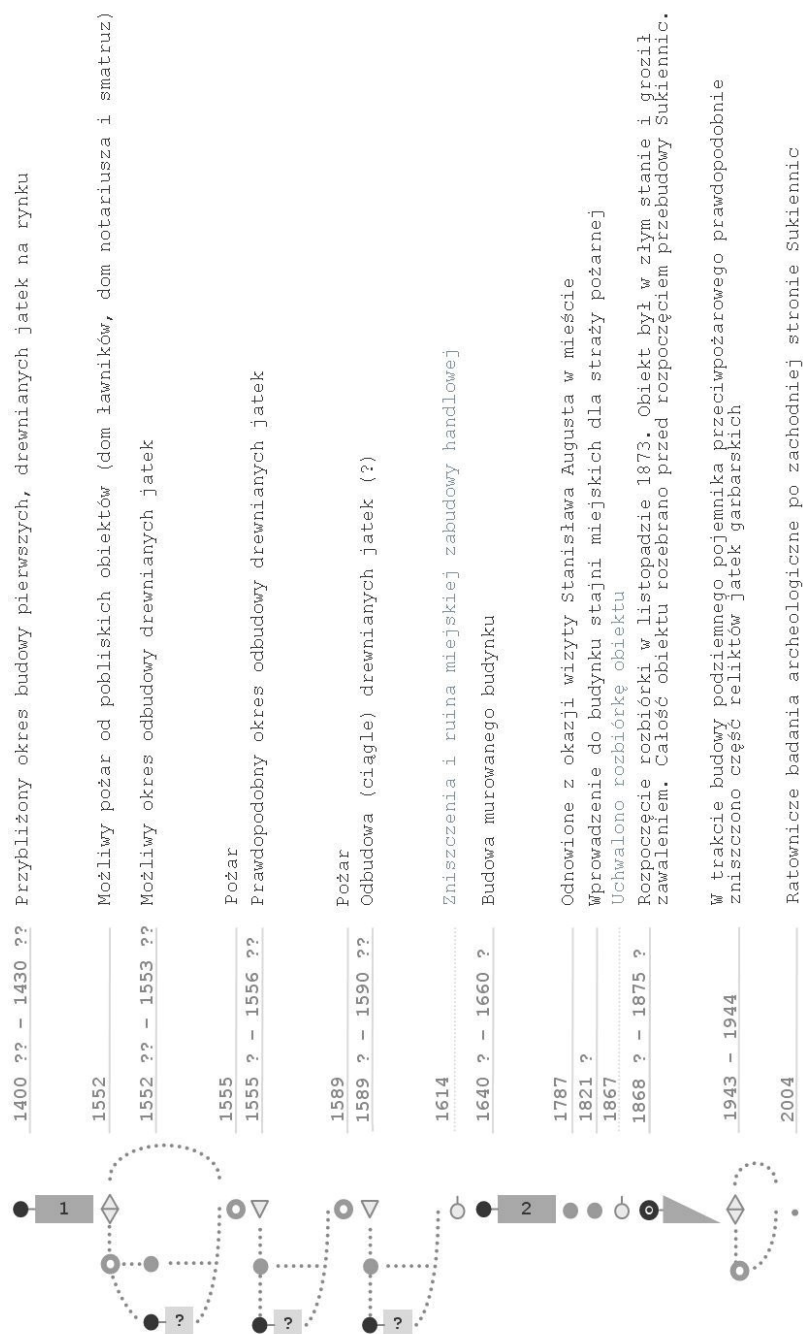 1400 ?? - 1430 ?? Przybliżony okres budowy pierwszych, drewnianych jatek na rynku
1
1552 Możliwy pożar od pobliskich obiektów (dom ławników, dom notariusza i smatruz)
1552 ?? - 1553 ?? Możliwy okres odbudowy drewnianych jatek
?
1555 Pożar
1555 ? - 1556 ?? Prawdopodobny okres odbudowy drewnianych jatek
?
1589 Pożar
1589 ? - 1590 ?? Odbudowa (ciągle) drewnianych jatek (?)
?
1614 Zniszczenia i ruina miejskiej zabudowy handlowej
1640 ? - 1660 ? Budowa murowanego budynku
2
1787 Odnowione z okazji wizyty Stanisława Augusta w mieście
1821 ? Wprowadzenie do budynku stajni miejskich dla straży pożarnej
1867 Uchwalono rozbiórkę obiektu
1868 ? - 1875 ? Rozpoczęcie rozbiórki w listopadzie 1873. Obiekt był w złym stanie i groził
zawaleniem. Całość obiektu rozebrano przed rozpoczęciem przebudowy Sukiennic.
1943 - 1944 W trakcie budowy podziemnego pojemnika przeciwpożarowego prawdopodobnie
zniszczono część reliktów jatek garbarskich
2004 Ratownicze badania archeologiczne po zachodniej stronie Sukiennic